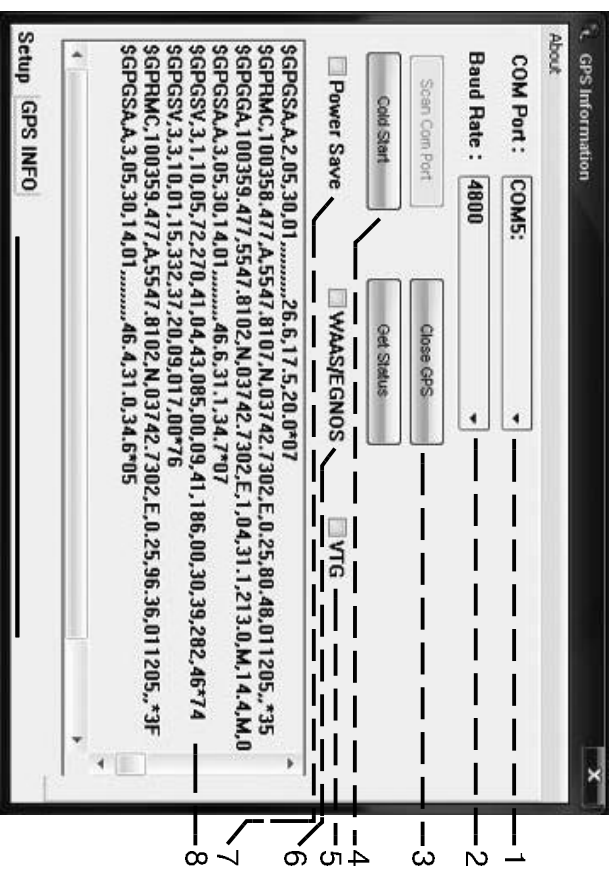 GPS Information
X
About
COM Port :
COM5:
Baud Rate :
4800
Scan Com Port
Close GPS
Cold Start
Get Status
Power Save
WAAS/EGNOS
VTG
$GPGSA,A,2,05,30,01,,,,,,,,,,26.6,17.5,20.0*07
$GPRMC,100358.477,A,5547.8107,N,03742.7302,E,0.25,80.48,011205,,*35
$GPGGA,100359.477,5547.8102,N,03742.7302,E,1,04,31.1,213.0,M,14.4,M,0
$GPGSA,A,3,05,30,14,01,,,,,,,,,46.6,31.1,34.7*07
$GPGSV,3,1,10,05,72,270,41,04,43,085,00,09,41,186,00,30,39,282,46*74
$GPGSV,3,3,10,01,15,332,37,20,09,017,00*76
$GPRMC,100359.477,A,5547.8102,N,03742.7302,E,0.25,96.36,011205,,*3F
$GPGSA,A,3,05,30,14,01,,,,,,,,,46.4,31.0,34.6*05
Setup
GPS INFO
1
2
3
4
5
6
7
8